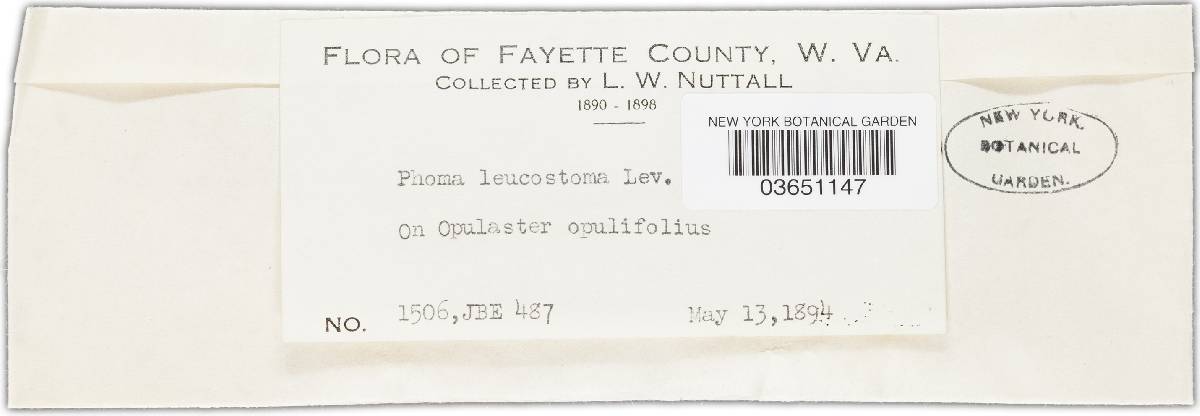 FLORA OF FAYETTE COUNTY, W. VA.
COLLECTED BY L. W. NUTTALL
1890 - 1898
NEW YORK BOTANICAL GARDEN
03651147
NEW YORK
BOTANICAL
GARDEN.
Phoma leucostoma Lev.
On Opulaster opulifolius
NO. 1506,JBE 487 May 13,1894